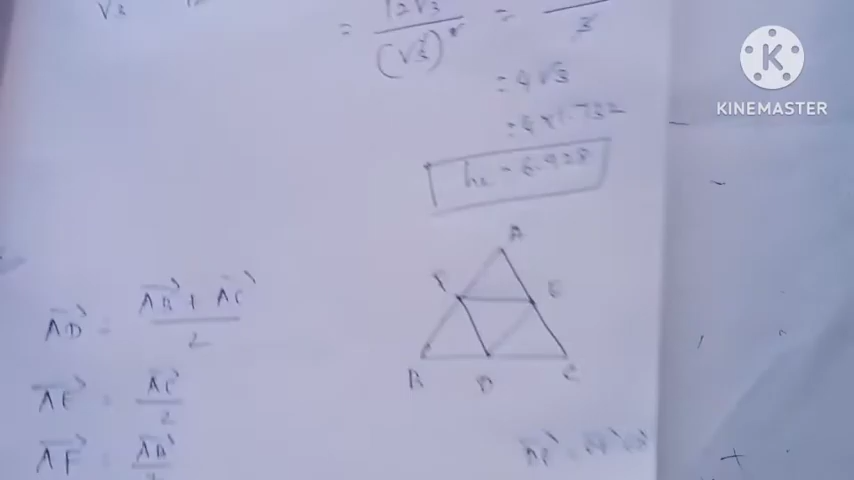 = 12√3 / (√3)² = / 3
= 4√3
= 4×1.732
h₂ = 6.928
A
F E
B D C
AD⃗ = (AB⃗ + AC⃗) / 2
AE⃗ = AC⃗ / 2
AF⃗ = AB⃗ / 2
K
KINEMASTER